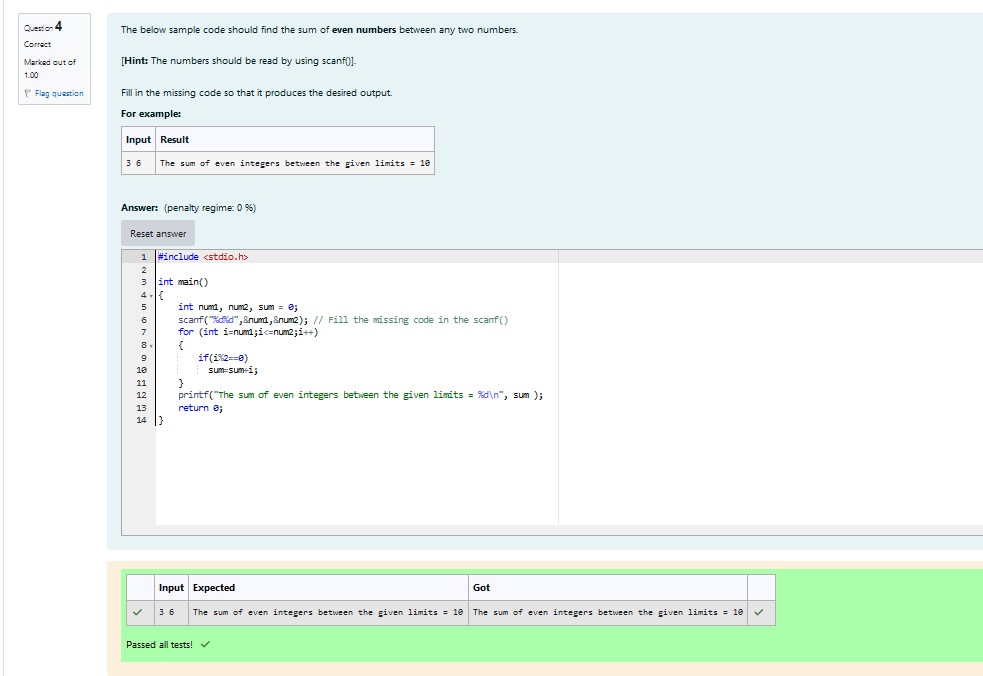 Question 4
Correct
Marked out of
1.00
Flag question
The below sample code should find the sum of even numbers between any two numbers.
[Hint: The numbers should be read by using scanf()].
Fill in the missing code so that it produces the desired output.
For example:
Input Result
3 6 The sum of even integers between the given limits = 10
Answer: (penalty regime: 0 %)
Reset answer
1 #include <stdio.h>
2
3 int main()
4 {
5 int num1, num2, sum = 0;
6 scanf("%d%d",&num1,&num2); // Fill the missing code in the scanf()
7 for (int i=num1;i<=num2;i++)
8 {
9 if(i%2==0)
10 sum=sum+i;
11 }
12 printf("The sum of even integers between the given limits = %d\n", sum );
13 return 0;
14 }
Input Expected Got
3 6 The sum of even integers between the given limits = 10 The sum of even integers between the given limits = 10
Passed all tests!